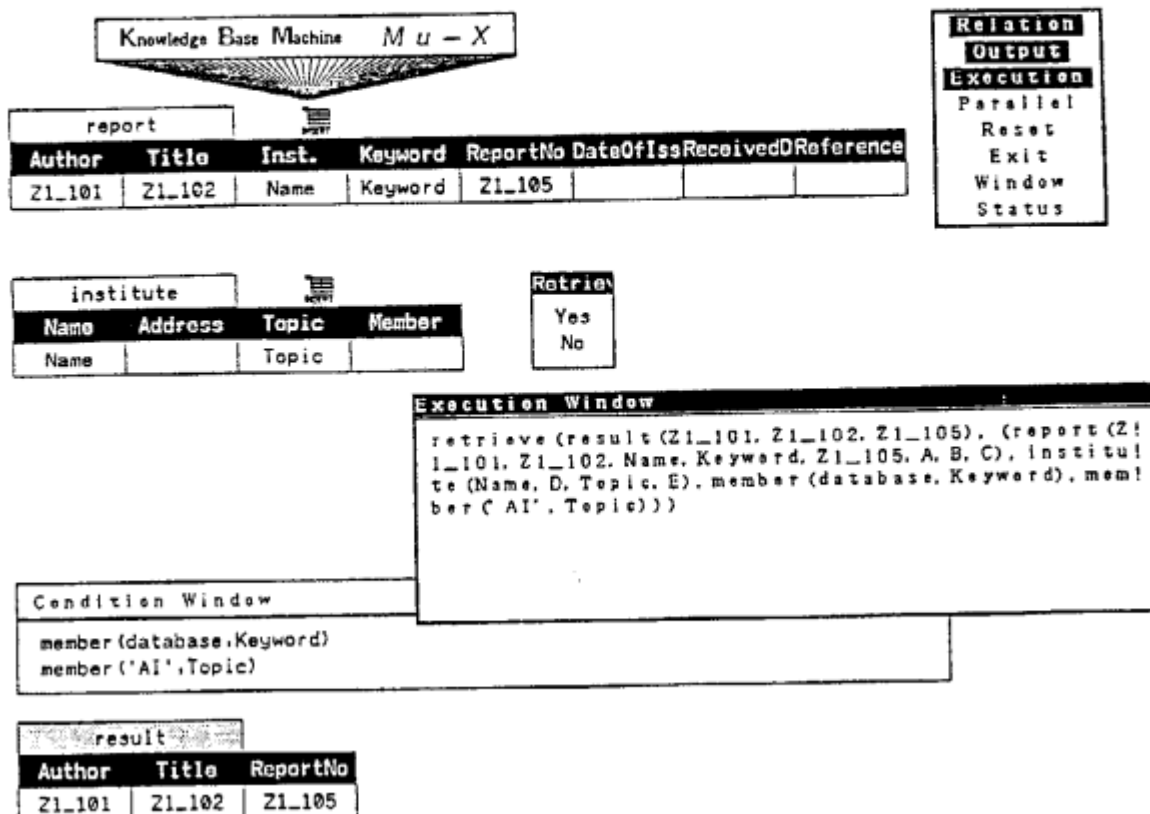 Knowledge Base Machine Mu-X
report
Author Title Inst. Keyword ReportNo DateOfIssReceivedDReference
Z1_101 Z1_102 Name Keyword Z1_105
Relation
Output
Execution
Parallel
Reset
Exit
Window
Status
institute
Name Address Topic Member
Name Topic
Retriev
Yes
No
Execution Window
retrieve(result(Z1_101, Z1_102, Z1_105), (report(Z!
1_101, Z1_102, Name, Keyword, Z1_105, A, B, C), institu!
te(Name, D, Topic, E), member(database, Keyword), mem!
ber('AI', Topic)))
Condition Window
member(database,Keyword)
member('AI',Topic)
result
Author Title ReportNo
Z1_101 Z1_102 Z1_105